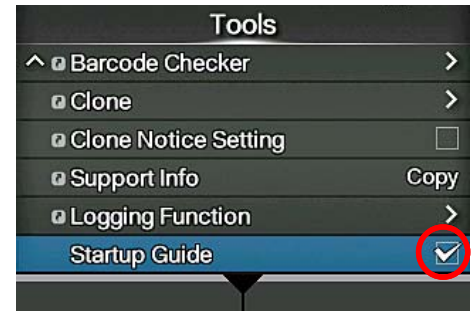 Tools
Barcode Checker
Clone
Clone Notice Setting
Support Info Copy
Logging Function
Startup Guide